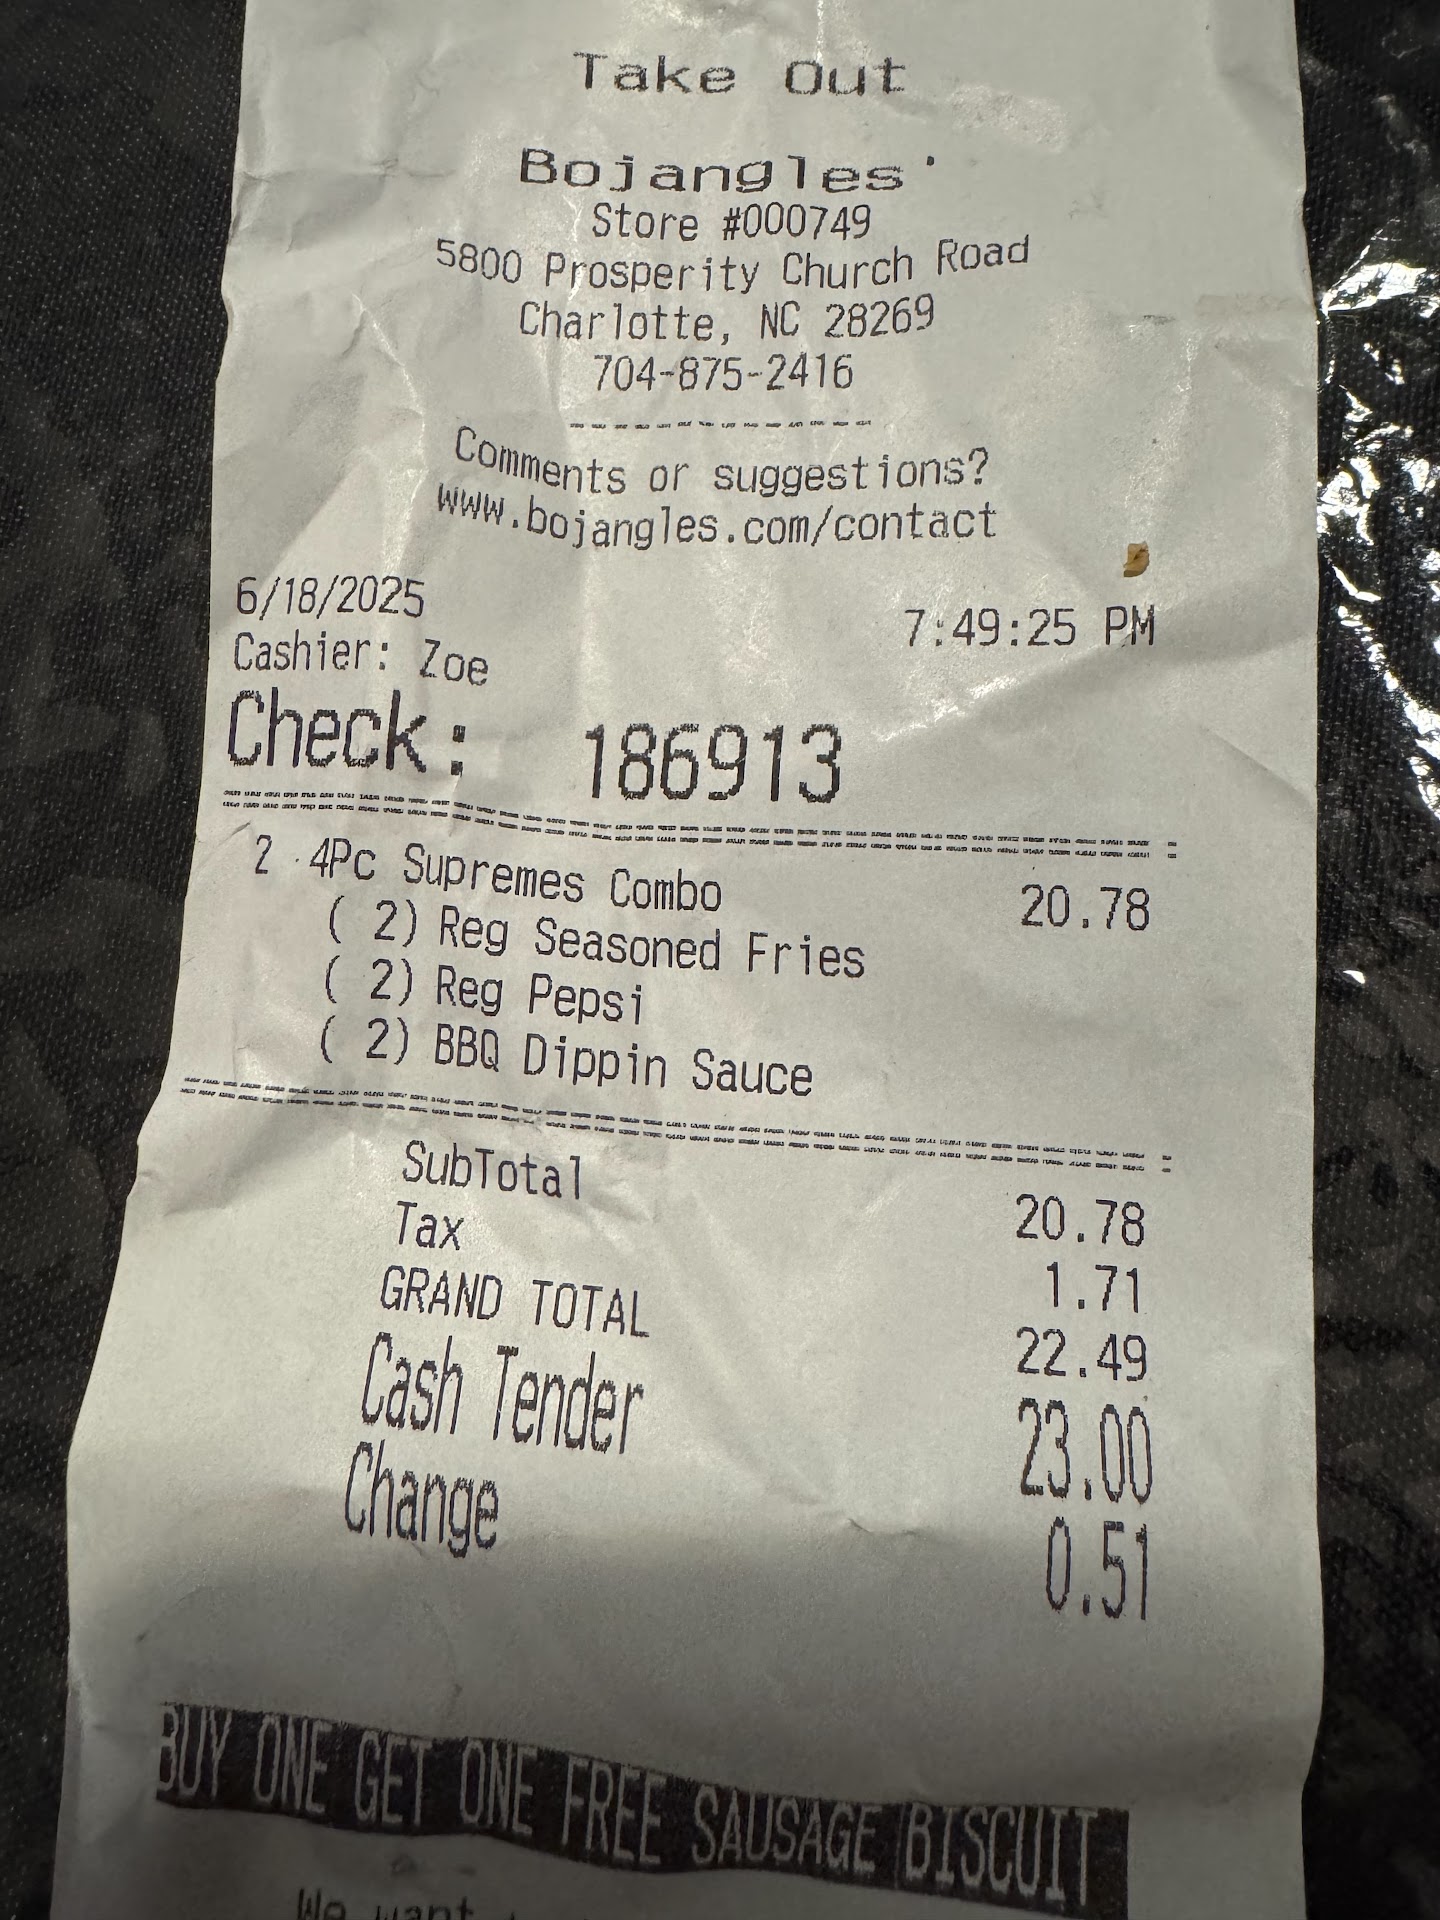 Take Out
Bojangles'
Store #000749
5800 Prosperity Church Road
Charlotte, NC 28269
704-875-2416
Comments or suggestions?
www.bojangles.com/contact
6/18/2025 7:49:25 PM
Cashier: Zoe
Check: 186913
2 4Pc Supremes Combo 20.78
( 2) Reg Seasoned Fries
( 2) Reg Pepsi
( 2) BBQ Dippin Sauce
SubTotal 20.78
Tax 1.71
GRAND TOTAL 22.49
Cash Tender 23.00
Change 0.51
BUY ONE GET ONE FREE SAUSAGE BISCUIT
We want